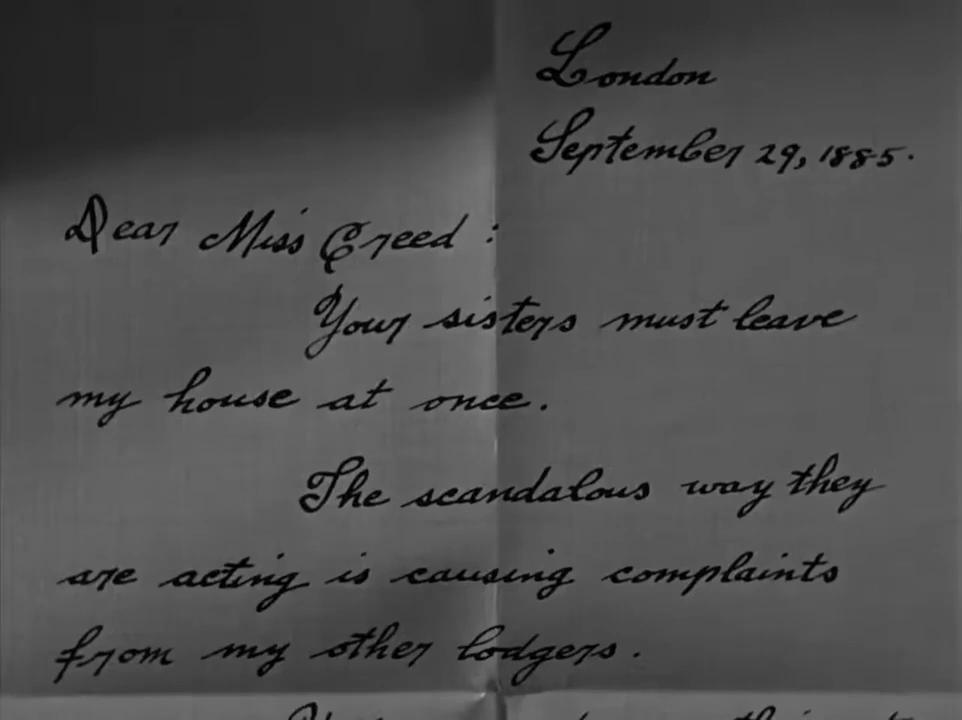 London
September 29, 1885.
Dear Miss Creed :
Your sisters must leave
my house at once.
The scandalous way they
are acting is causing complaints
from my other lodgers.